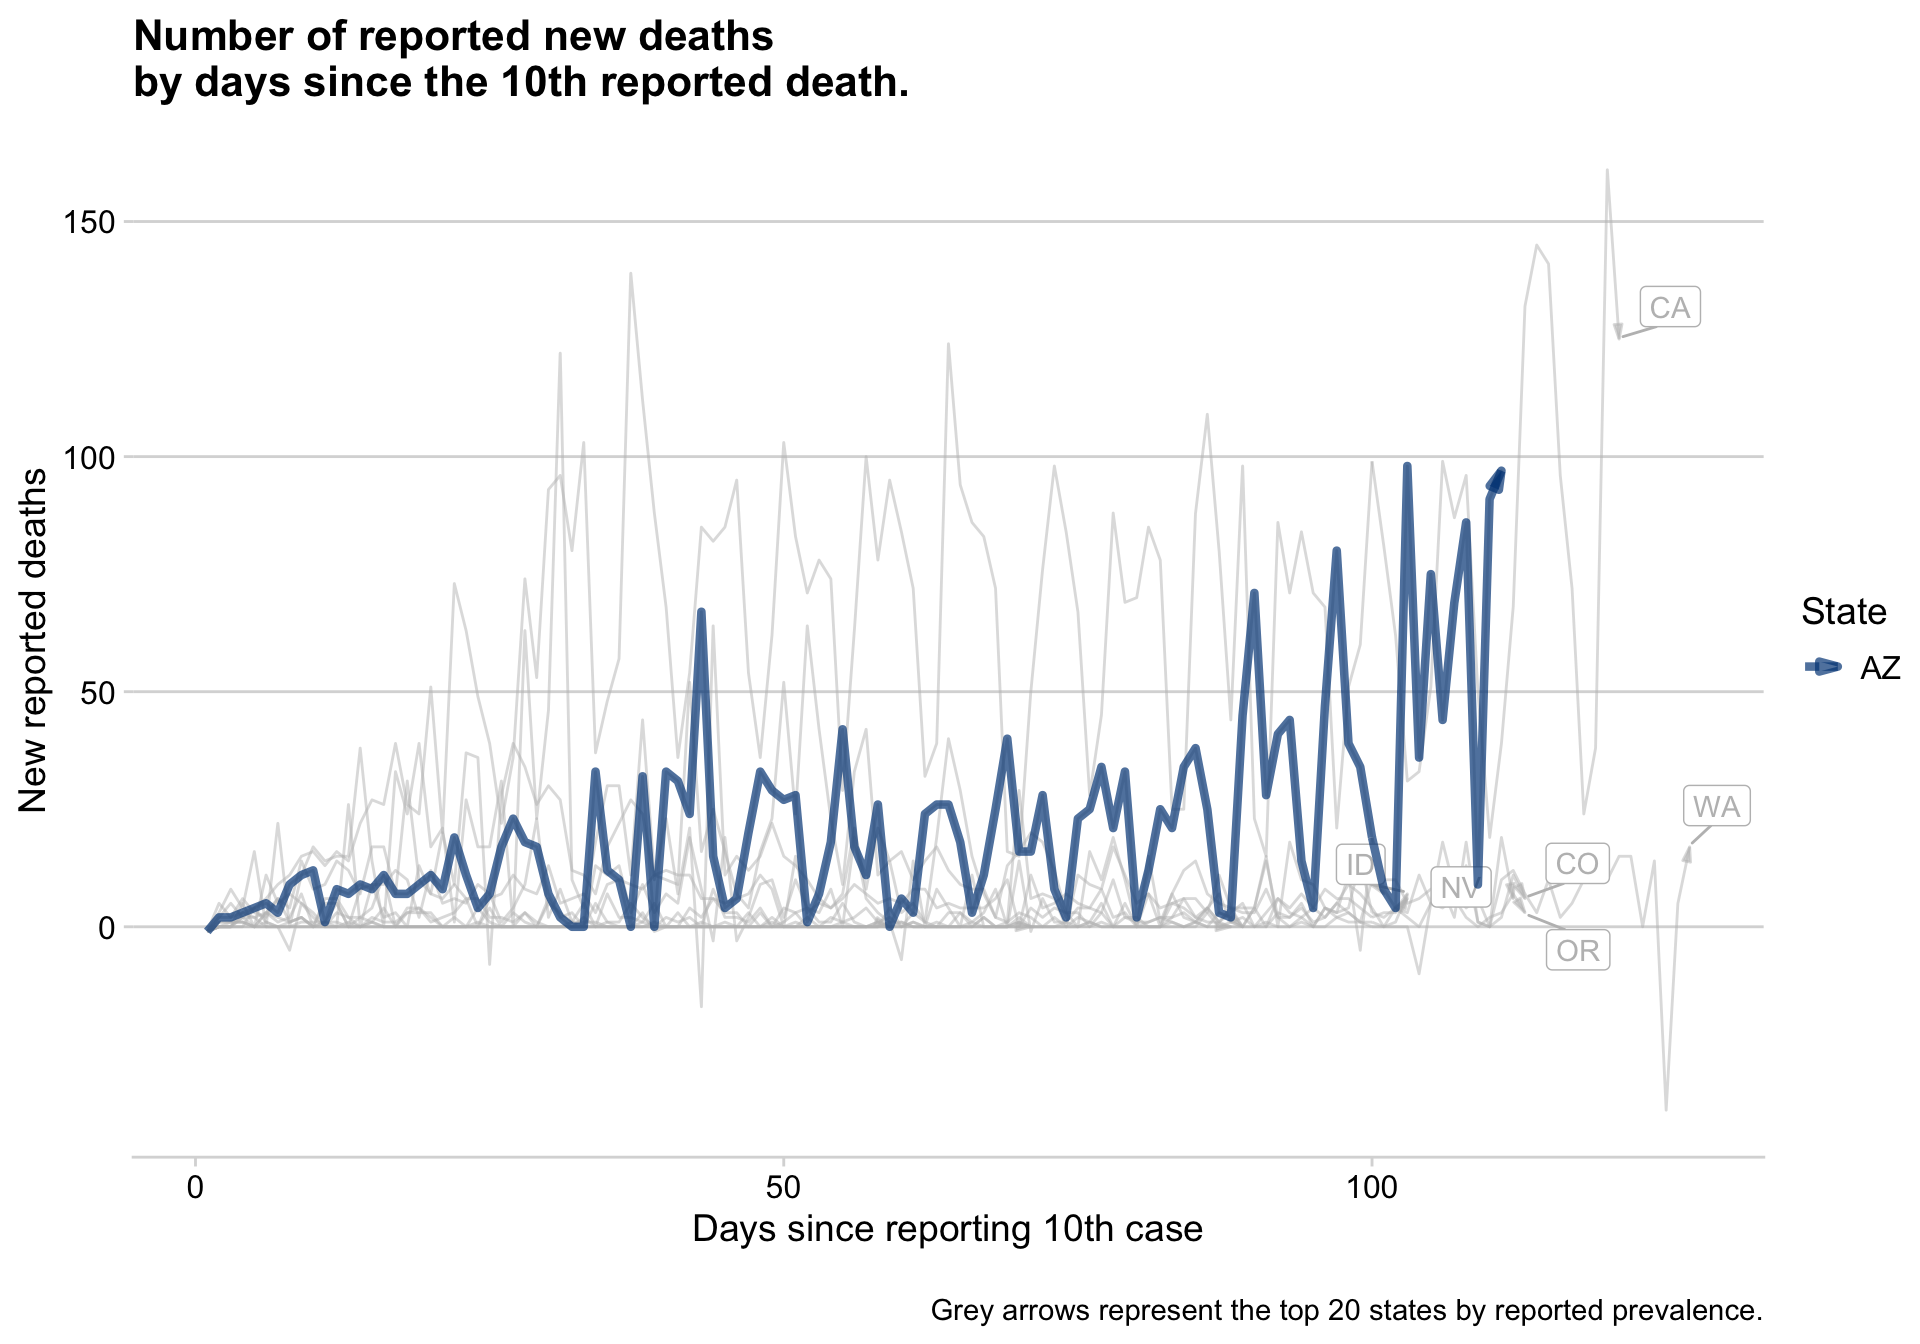 Number of reported new deaths
by days since the 10th reported death.
150
100
50
0
New reported deaths
CA
WA
ID
NV
CO
OR
State
AZ
0
50
100
Days since reporting 10th case
Grey arrows represent the top 20 states by reported prevalence.